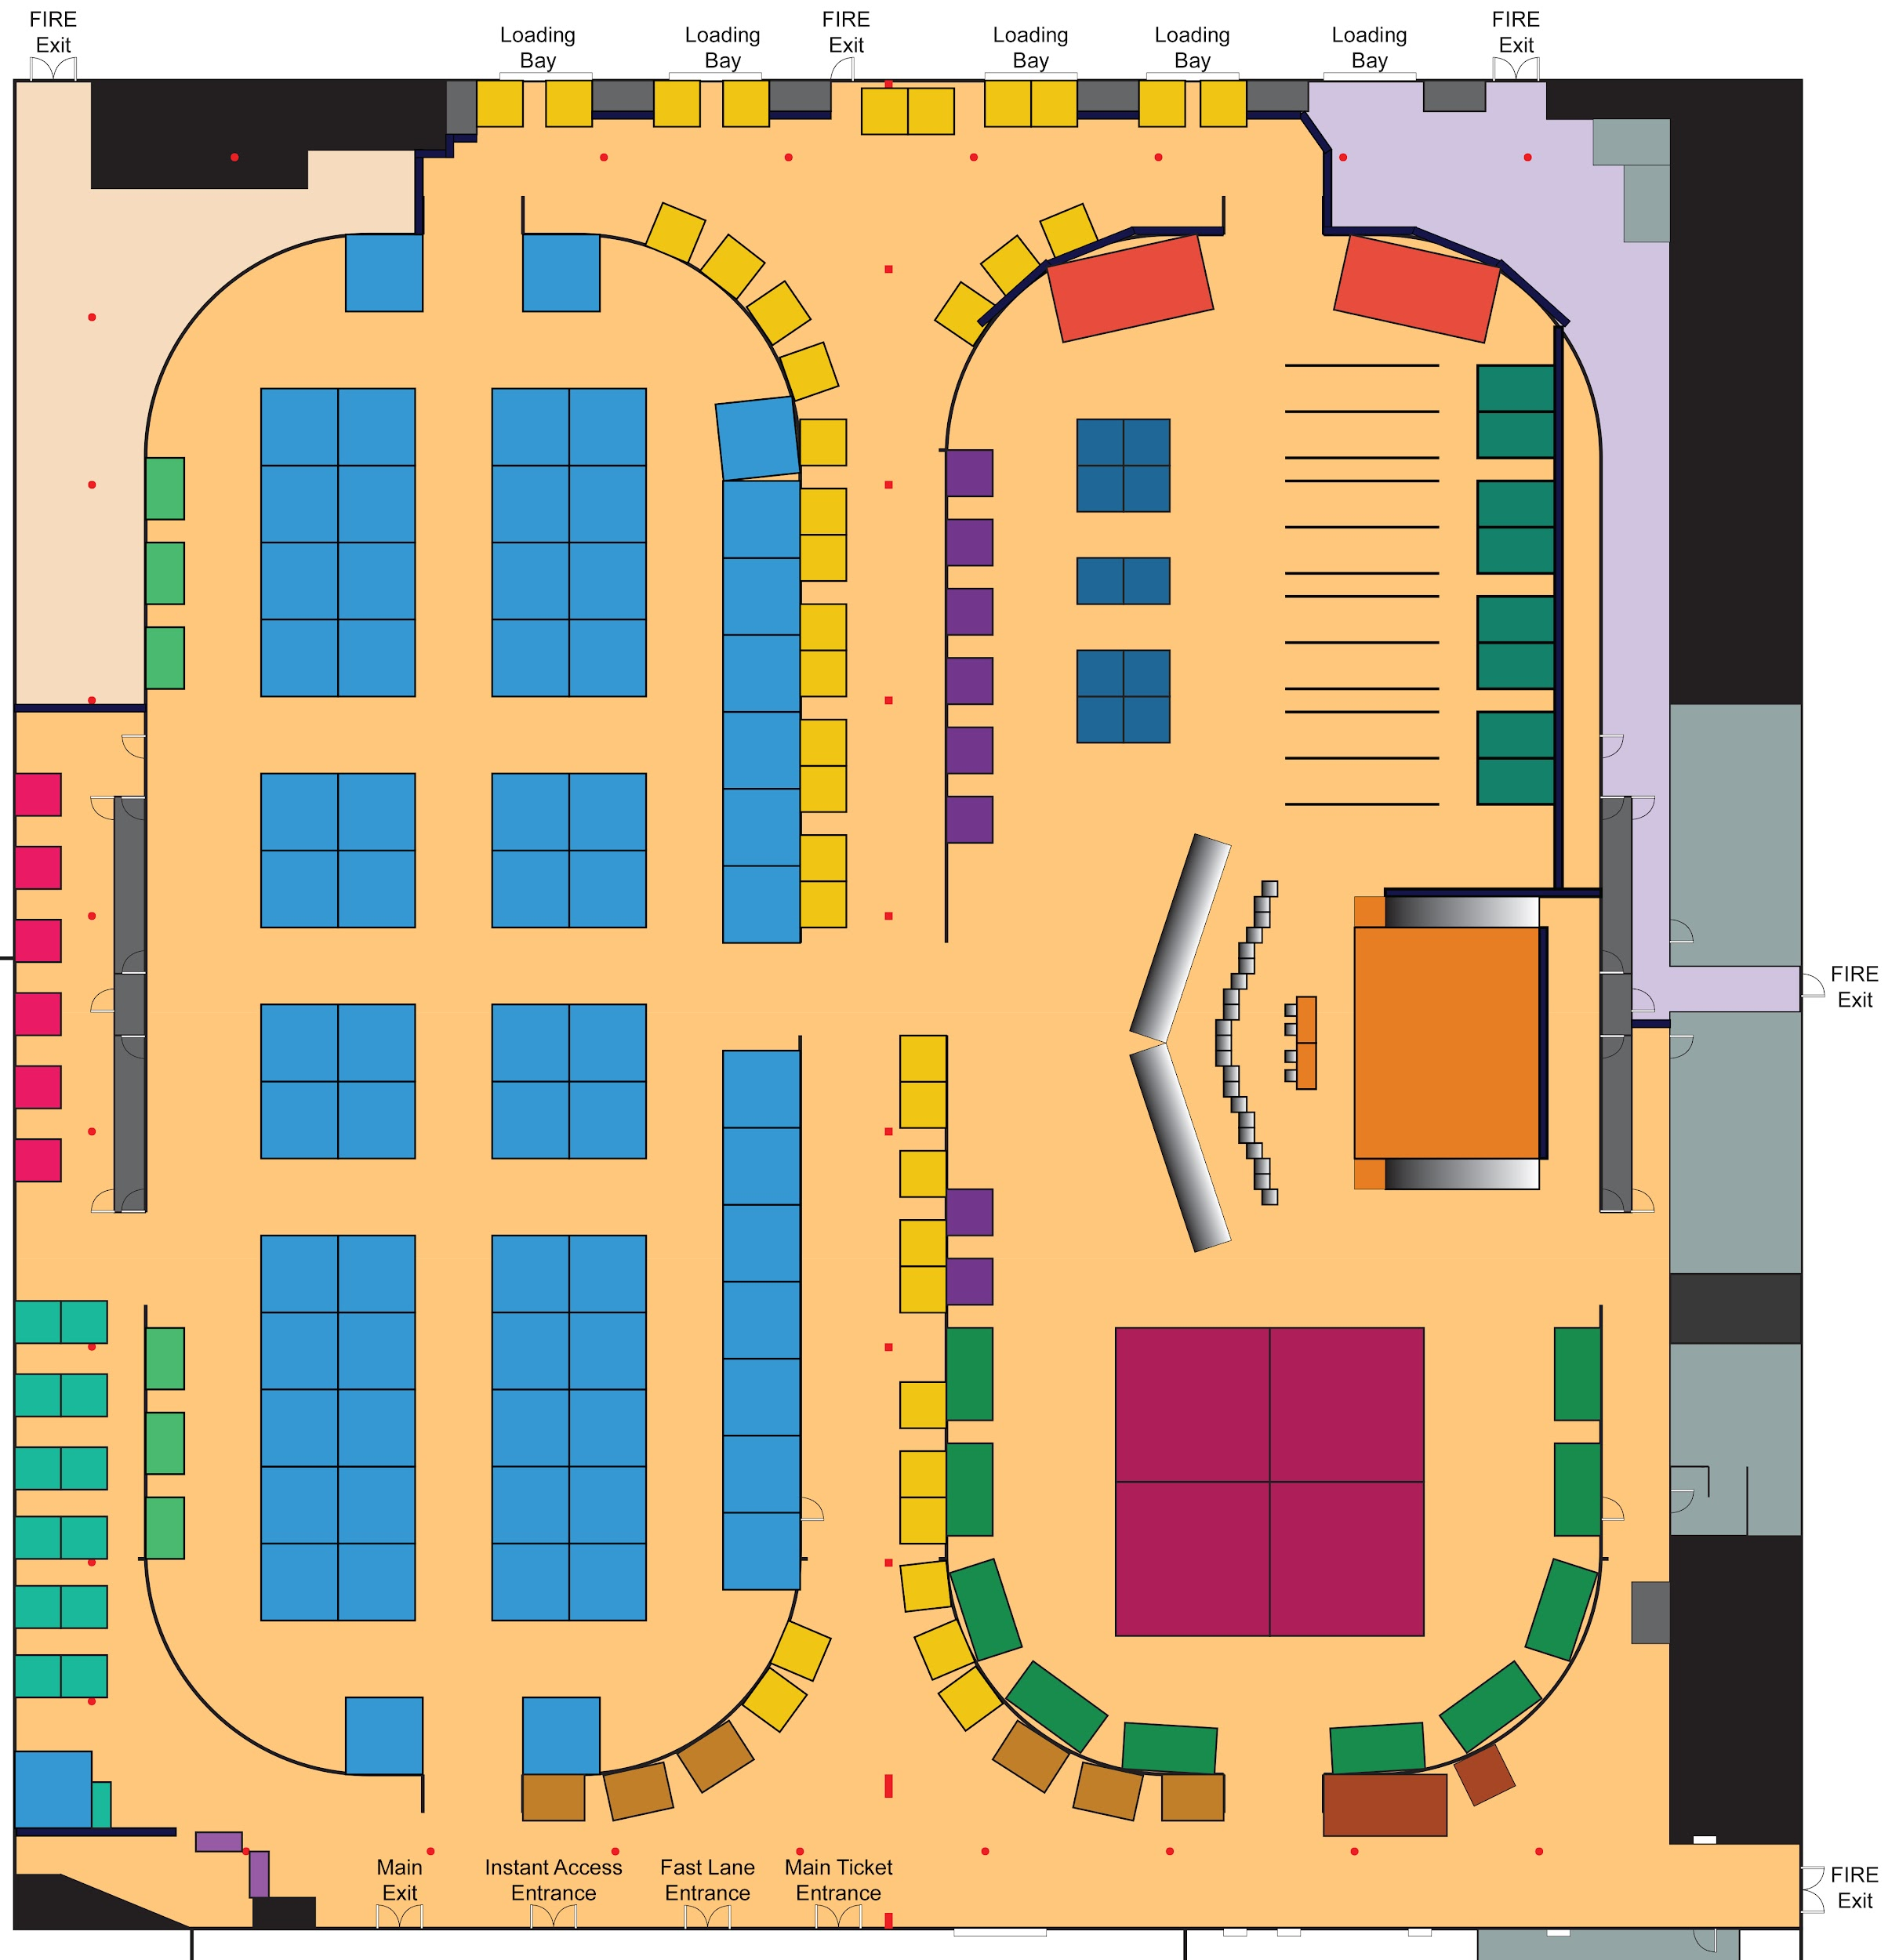 FIRE
Exit
Loading
Bay
Loading
Bay
FIRE
Exit
Loading
Bay
Loading
Bay
Loading
Bay
FIRE
Exit
FIRE
Exit
Main
Exit
Instant Access
Entrance
Fast Lane
Entrance
Main Ticket
Entrance
FIRE
Exit